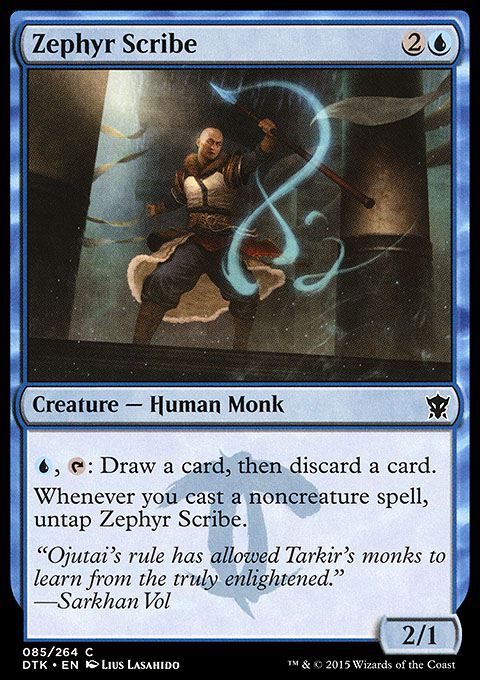 Zephyr Scribe 2
Creature — Human Monk
: Draw a card, then discard a card.
Whenever you cast a noncreature spell,
untap Zephyr Scribe.
“Ojutai’s rule has allowed Tarkir’s monks to
learn from the truly enlightened.”
—Sarkhan Vol
2/1
085/264 C
DTK • EN Lius Lasahido
™ & © 2015 Wizards of the Coast